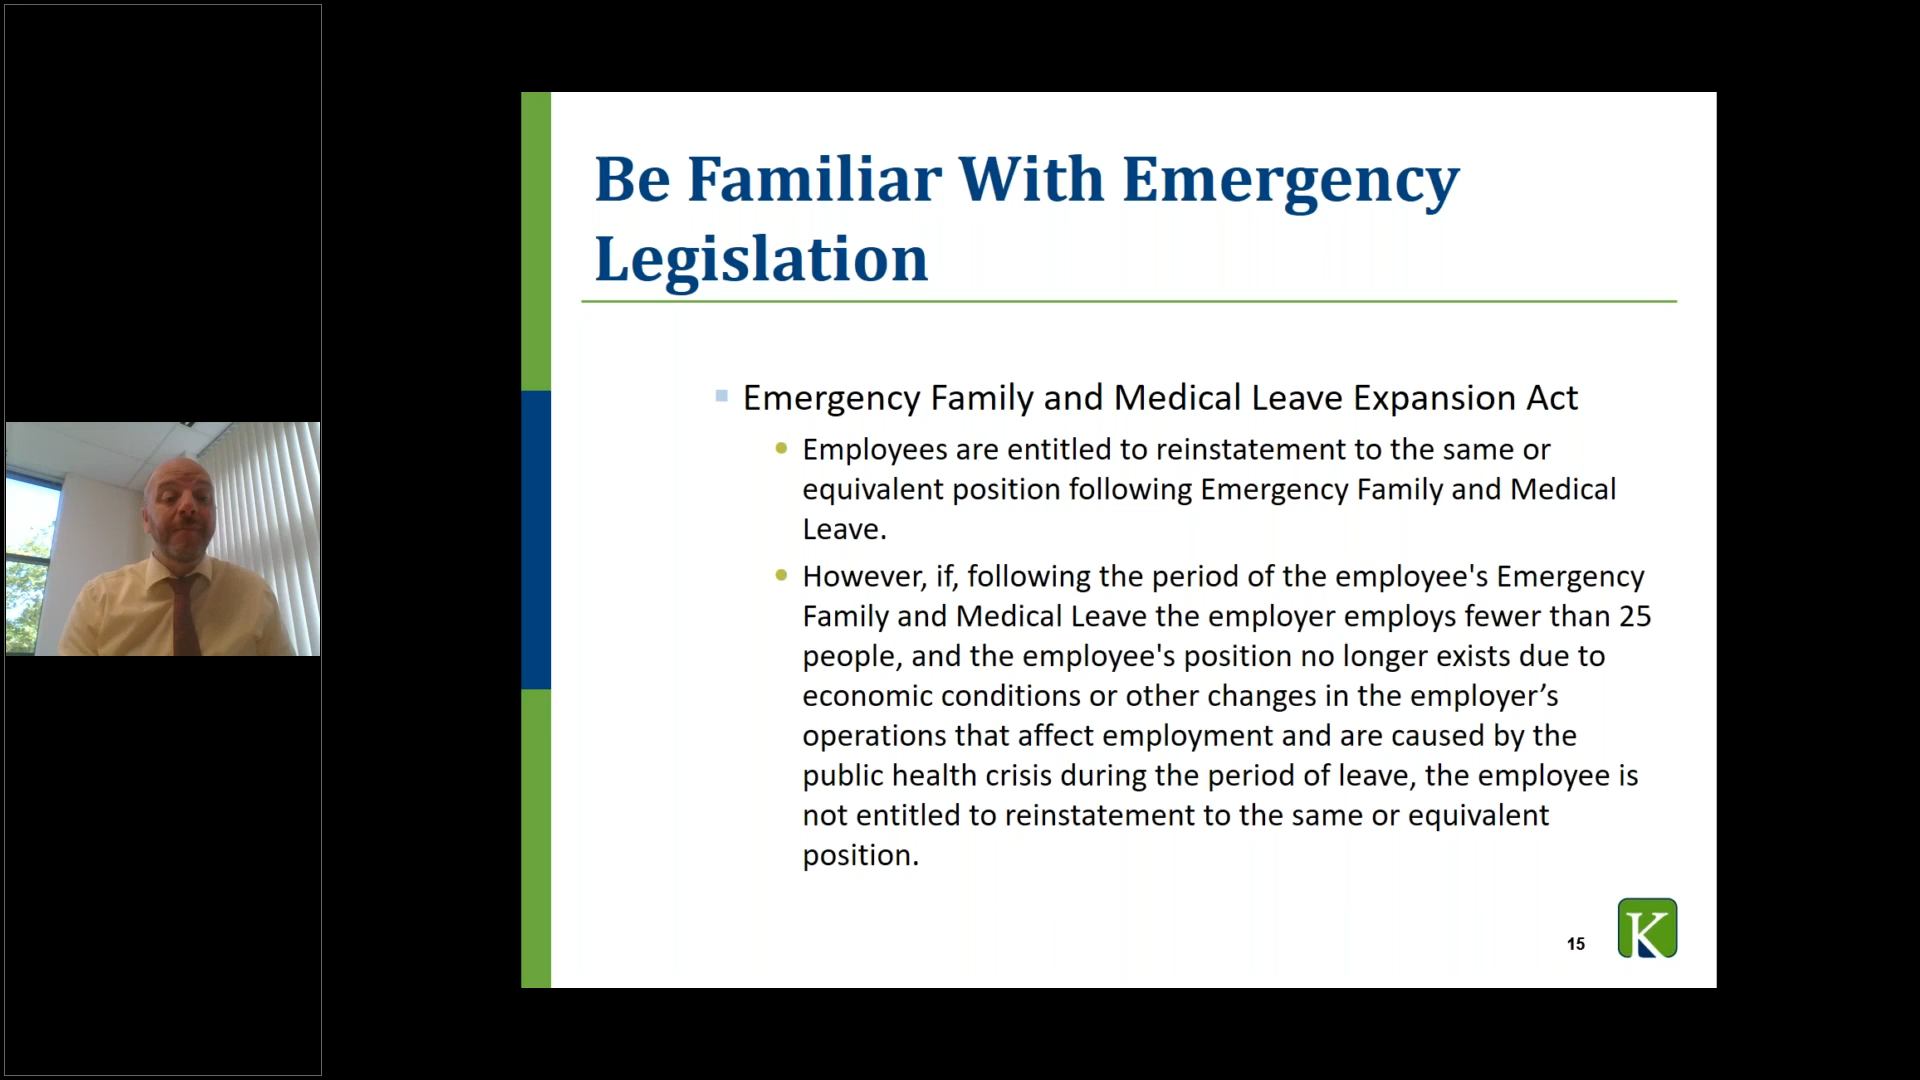 Be Familiar With Emergency
Legislation
Emergency Family and Medical Leave Expansion Act
Employees are entitled to reinstatement to the same or
equivalent position following Emergency Family and Medical
Leave.
However, if, following the period of the employee's Emergency
Family and Medical Leave the employer employs fewer than 25
people, and the employee's position no longer exists due to
economic conditions or other changes in the employer’s
operations that affect employment and are caused by the
public health crisis during the period of leave, the employee is
not entitled to reinstatement to the same or equivalent
position.
15
K